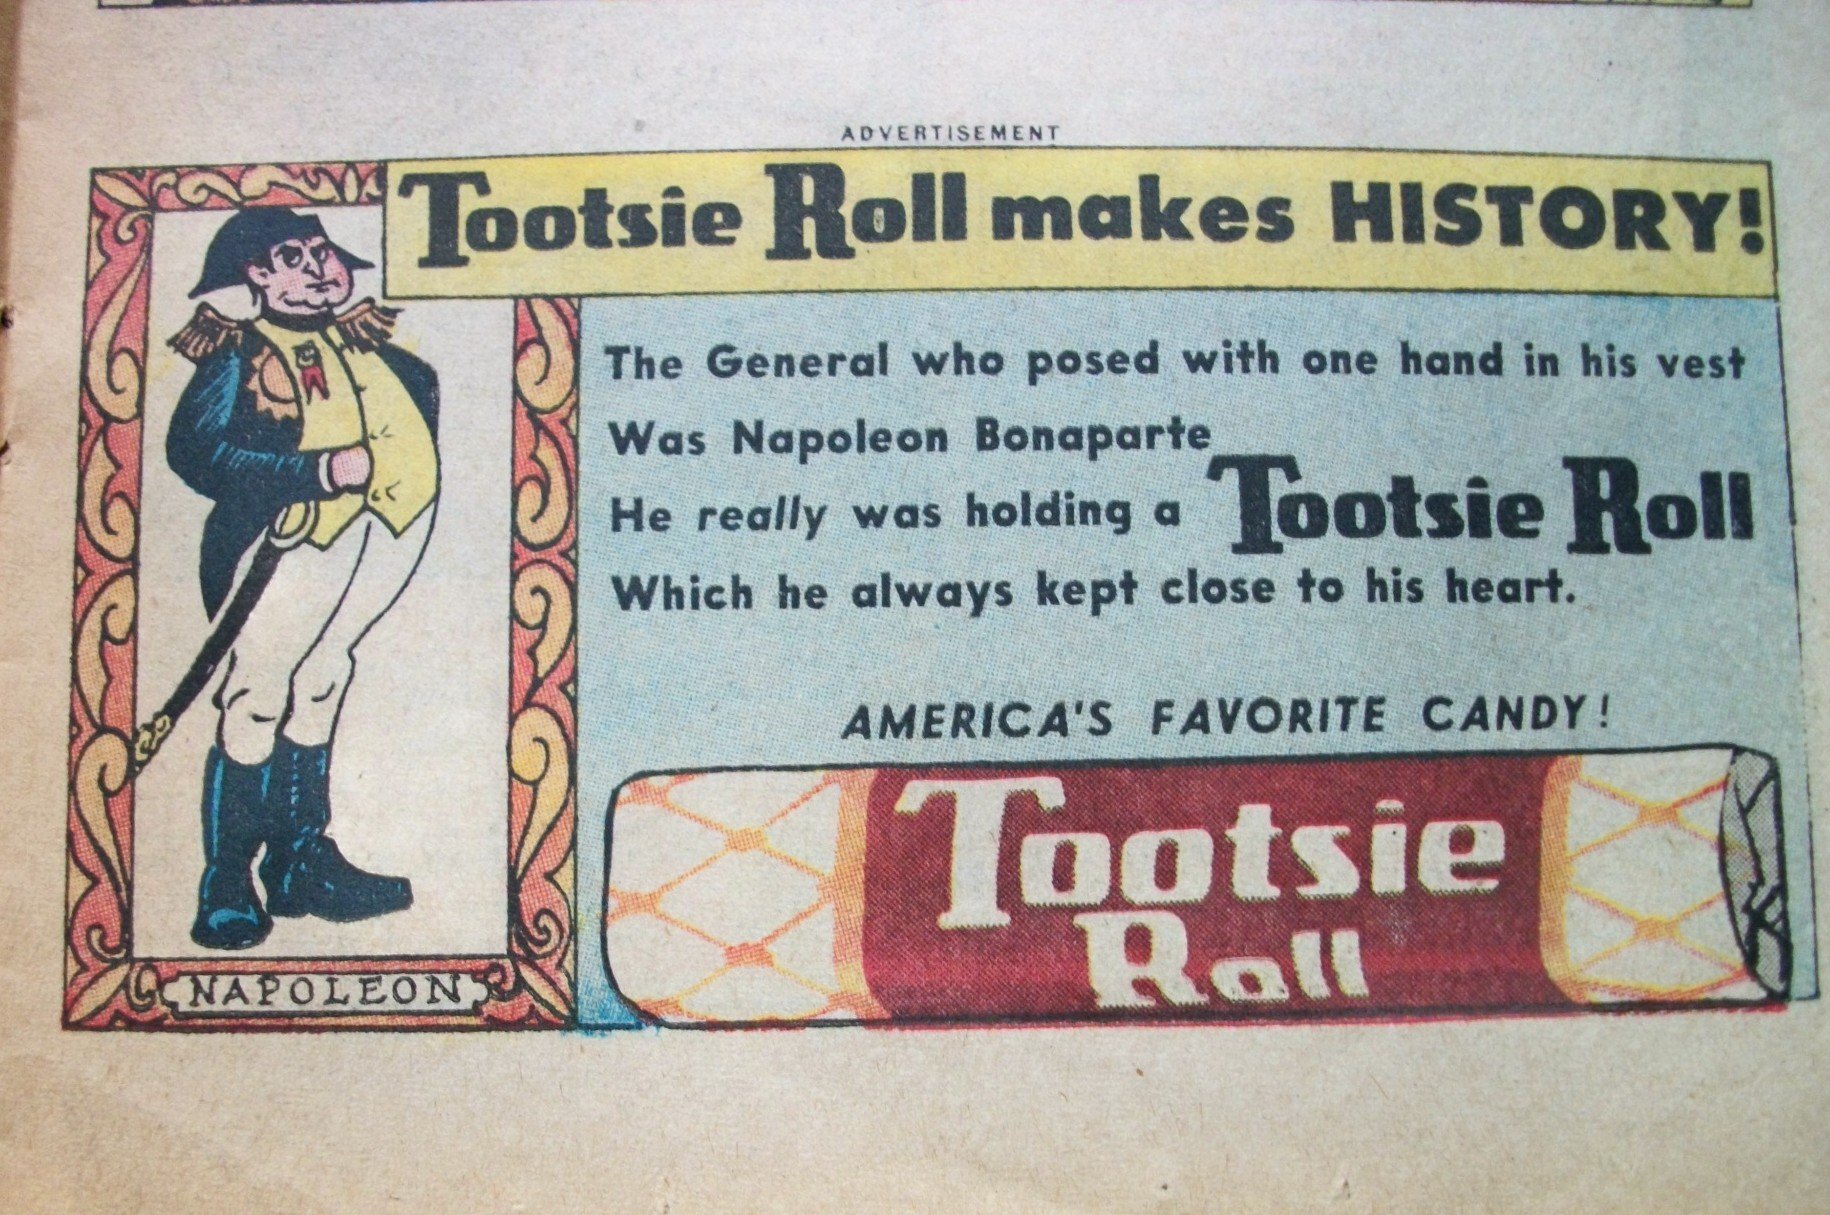 ADVERTISEMENT
Tootsie Roll makes HISTORY!
The General who posed with one hand in his vest
Was Napoleon Bonaparte
He really was holding a Tootsie Roll
Which he always kept close to his heart.
AMERICA'S FAVORITE CANDY!
Tootsie
Roll
NAPOLEON